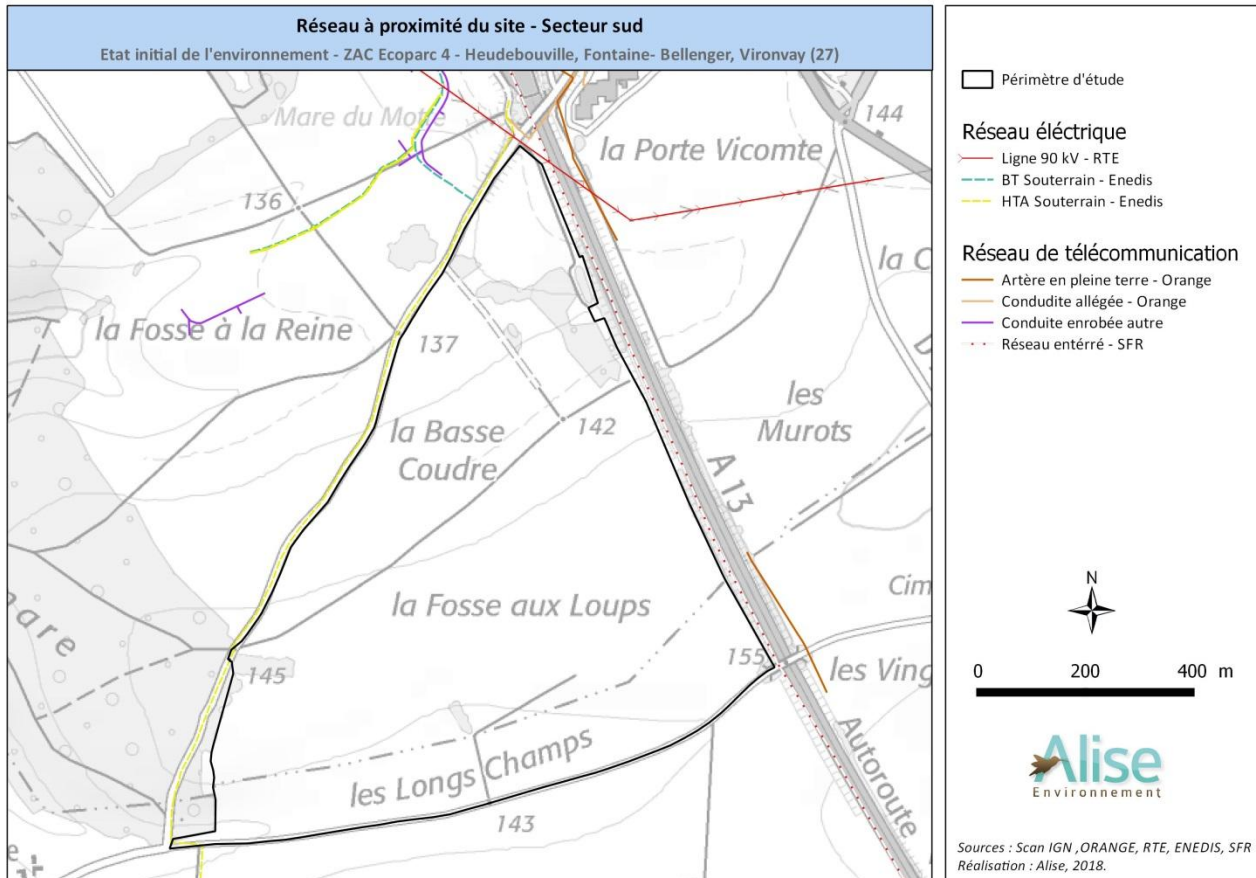 Réseau à proximité du site - Secteur sud
Etat initial de l'environnement - ZAC Ecoparc 4 - Heudebouville, Fontaine- Bellenger, Vironvay (27)
Mare du Motte
144
la Porte Vicomte
136
la C
la Fosse à la Reine
137
la Basse
Coudre
142
les
Murots
A 13
la Fosse aux Loups
Cim
mare
145
155
les Ving
les Longs Champs
143
Autoroute
Périmètre d'étude
Réseau éléctrique
Ligne 90 kV - RTE
BT Souterrain - Enedis
HTA Souterrain - Enedis
Réseau de télécommunication
Artère en pleine terre - Orange
Condudite allégée - Orange
Conduite enrobée autre
Réseau entérré - SFR
N
0 200 400 m
Alise
Environnement
Sources : Scan IGN ,ORANGE, RTE, ENEDIS, SFR
Réalisation : Alise, 2018.